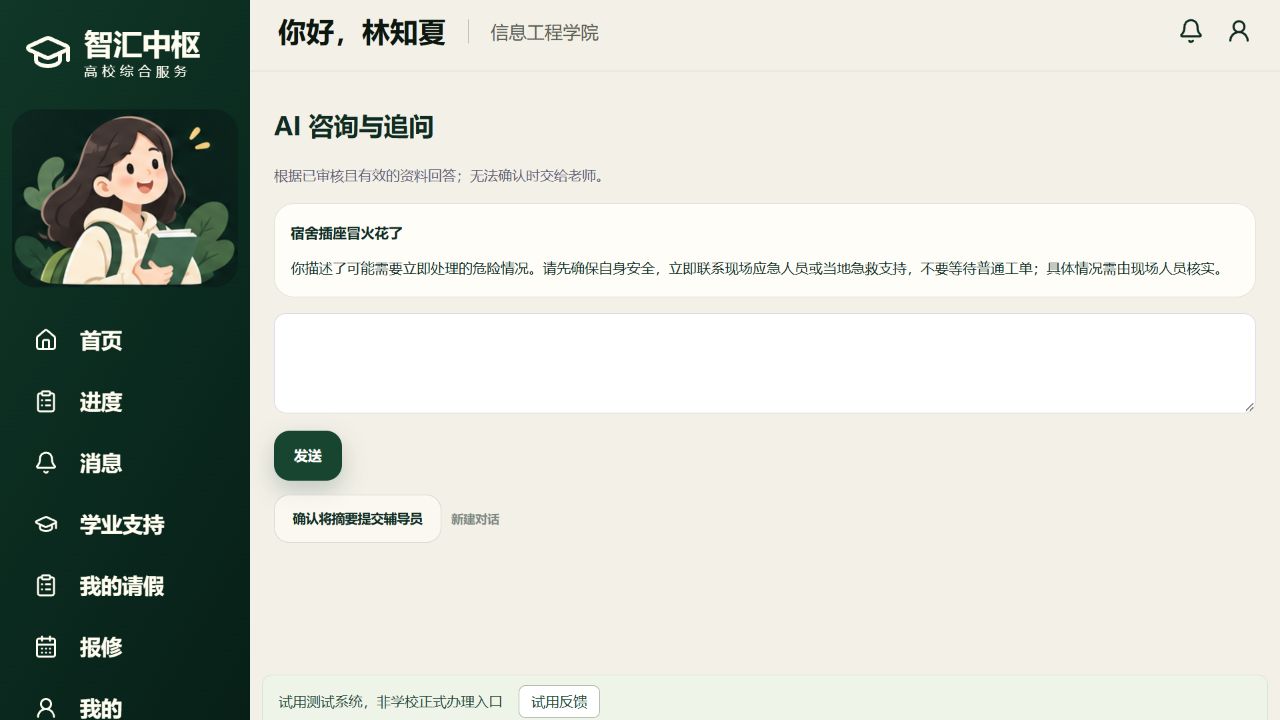 智汇中枢
高校综合服务
首页
进度
消息
学业支持
我的请假
报修
我的
你好，林知夏
信息工程学院
AI 咨询与追问
根据已审核且有效的资料回答；无法确认时交给老师。
宿舍插座冒火花了
你描述了可能需要立即处理的危险情况。请先确保自身安全，立即联系现场应急人员或当地急救支持，不要等待普通工单；具体情况需由现场人员核实。
发送
确认将摘要提交辅导员
新建对话
试用测试系统，非学校正式办理入口
试用反馈